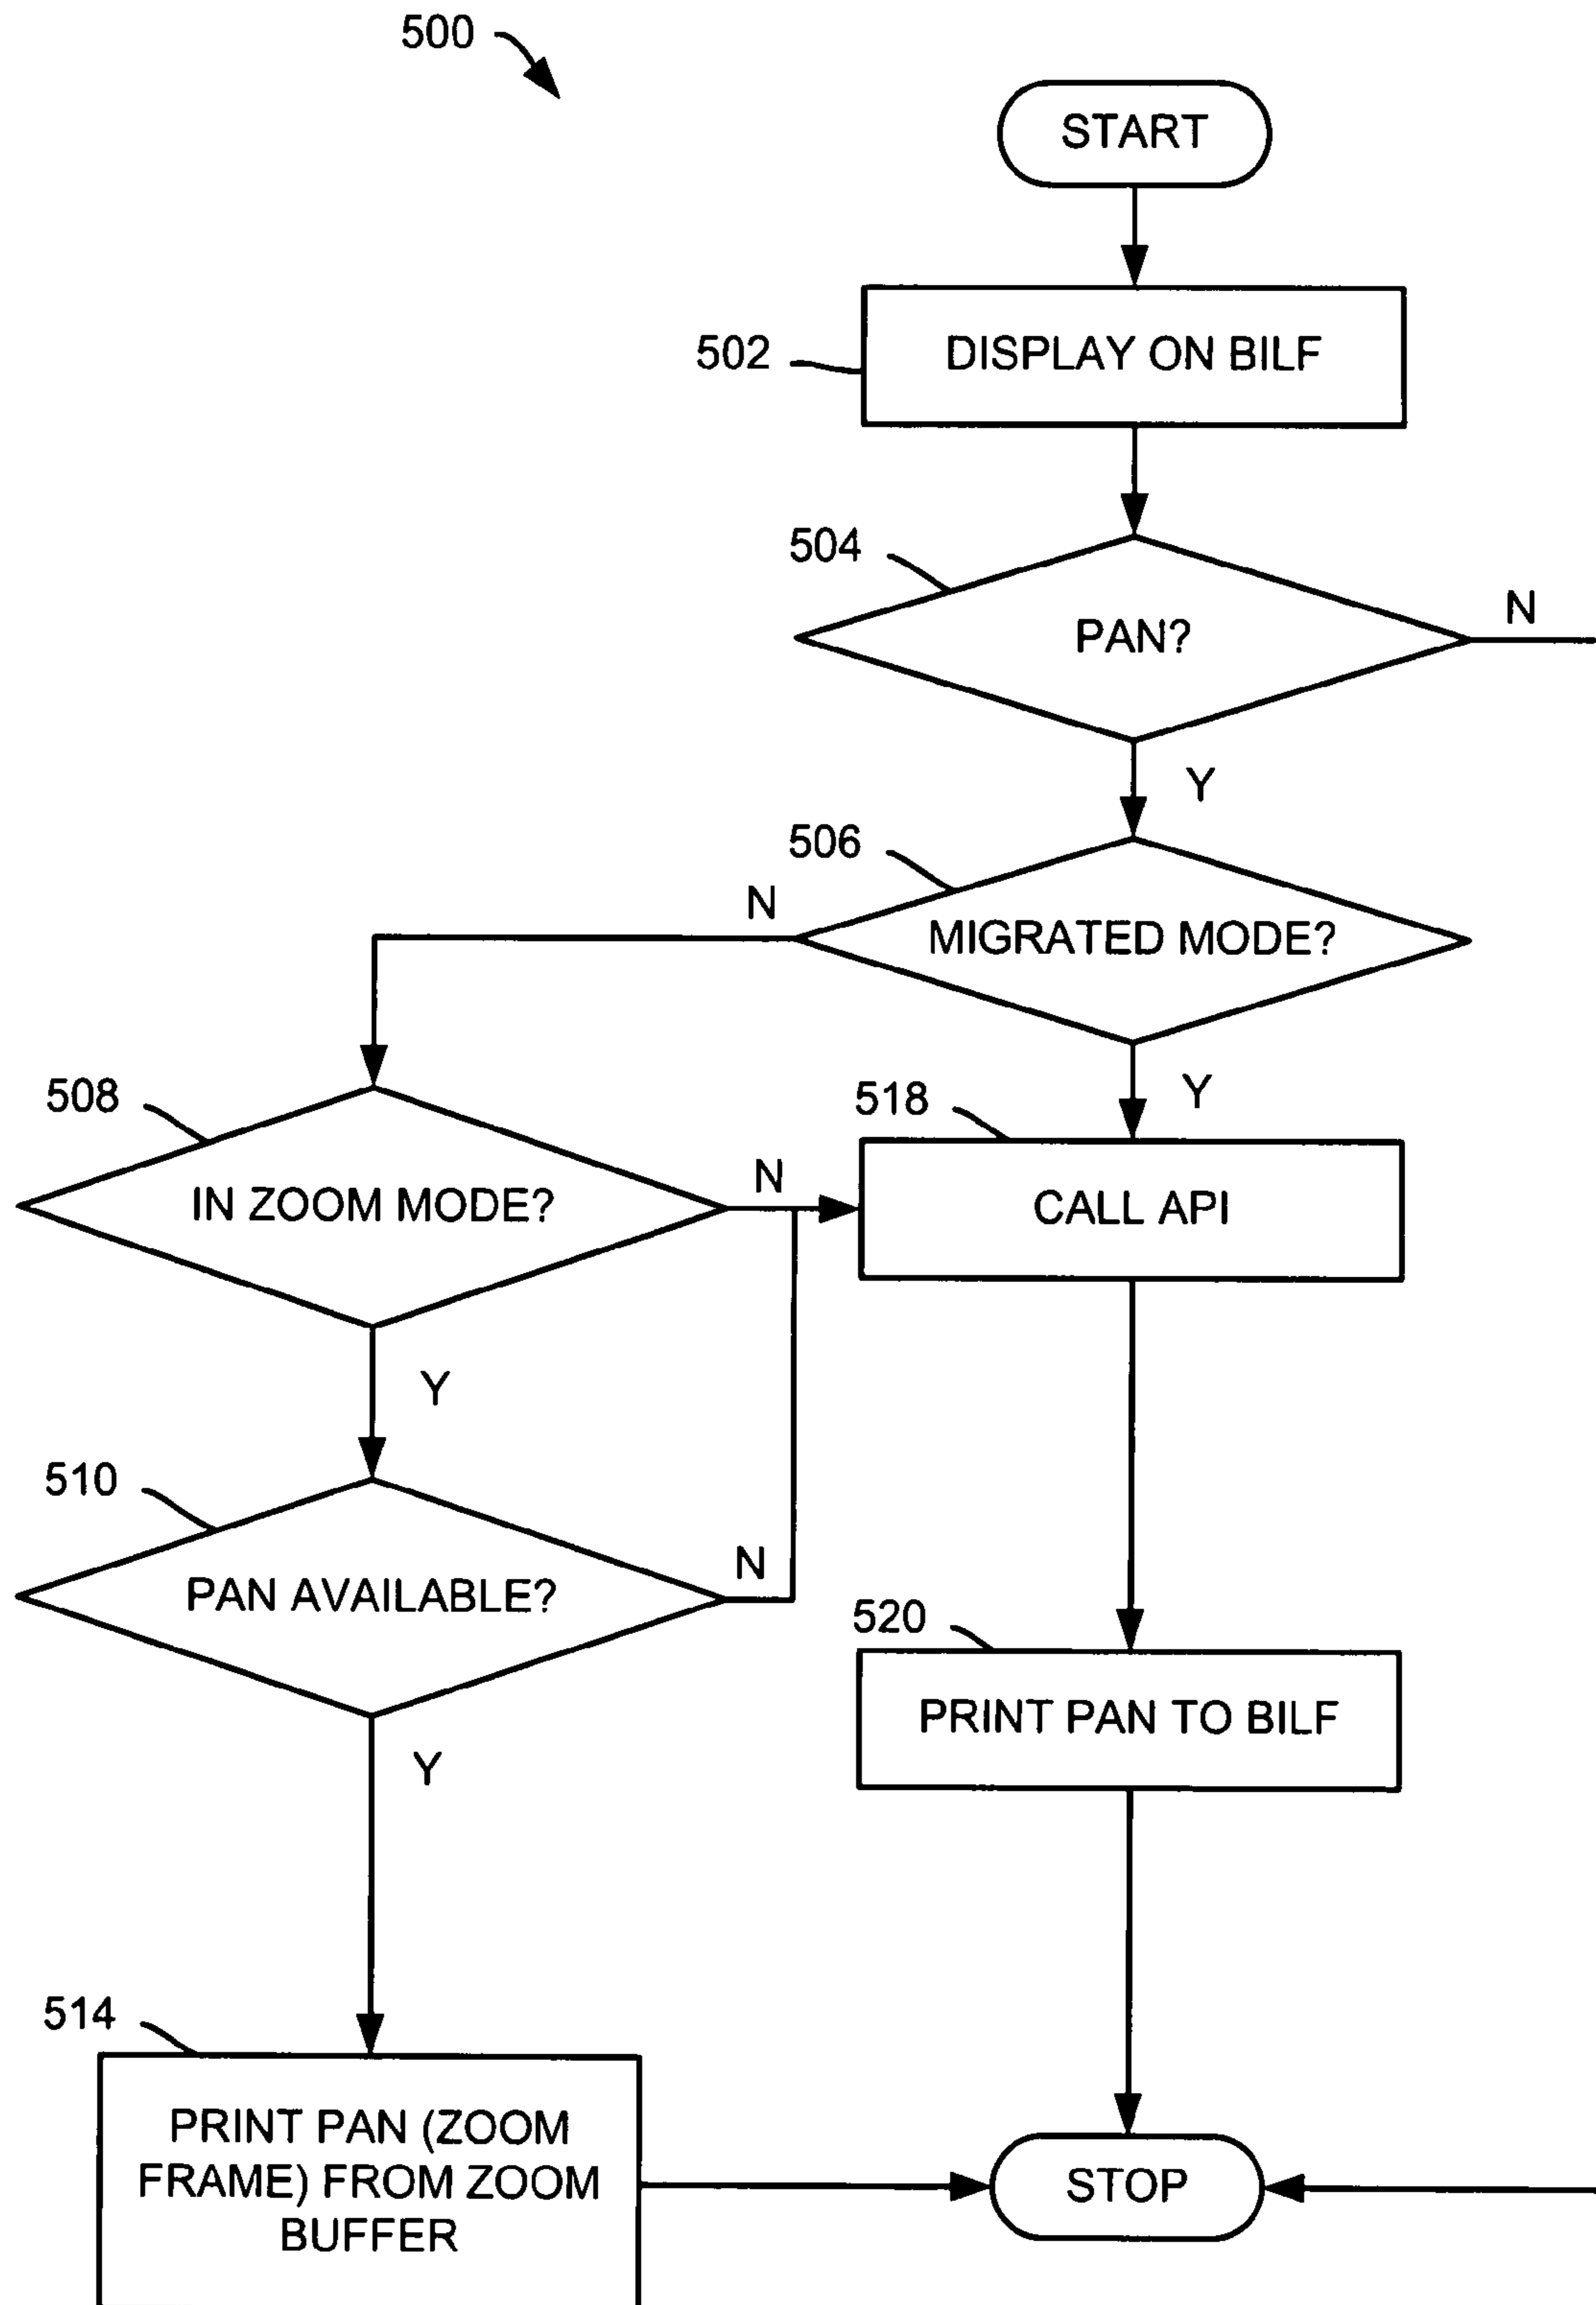 500
START
502
DISPLAY ON BILF
504
PAN?
N
Y
506
N
MIGRATED MODE?
Y
508
518
IN ZOOM MODE?
N
CALL API
Y
510
PAN AVAILABLE?
N
520
PRINT PAN TO BILF
Y
514
PRINT PAN (ZOOM
FRAME) FROM ZOOM
BUFFER
STOP